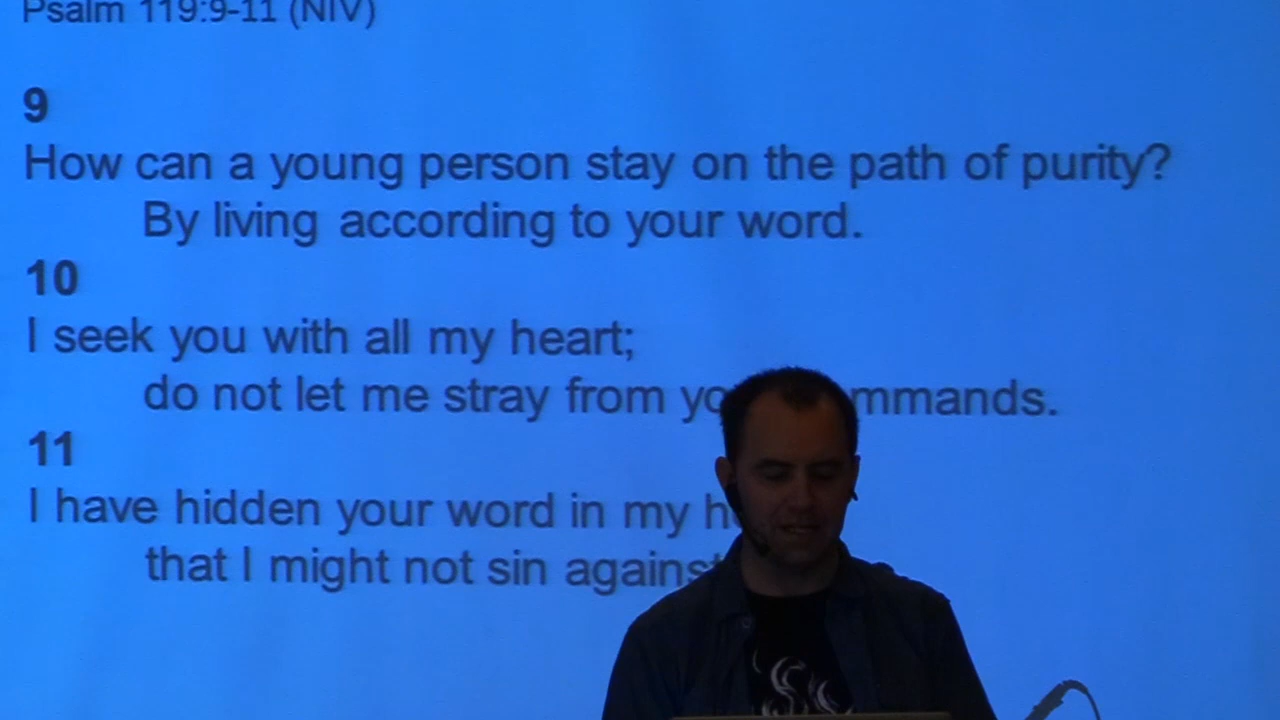 Psalm 119:9-11 (NIV)
9
How can a young person stay on the path of purity?
By living according to your word.
10
I seek you with all my heart;
do not let me stray from yo mmands.
11
I have hidden your word in my h
that I might not sin against